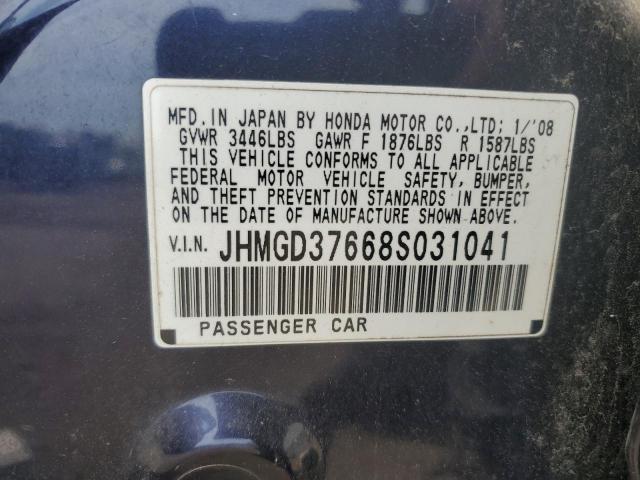 MFD. IN JAPAN BY HONDA MOTOR CO.,LTD; 1/'08
GVWR 3446LBS GAWR F 1876LBS R 1587LBS
THIS VEHICLE CONFORMS TO ALL APPLICABLE
FEDERAL MOTOR VEHICLE SAFETY, BUMPER,
AND THEFT PREVENTION STANDARDS IN EFFECT
ON THE DATE OF MANUFACTURE SHOWN ABOVE.
V.I.N. JHMGD37668S031041
PASSENGER CAR